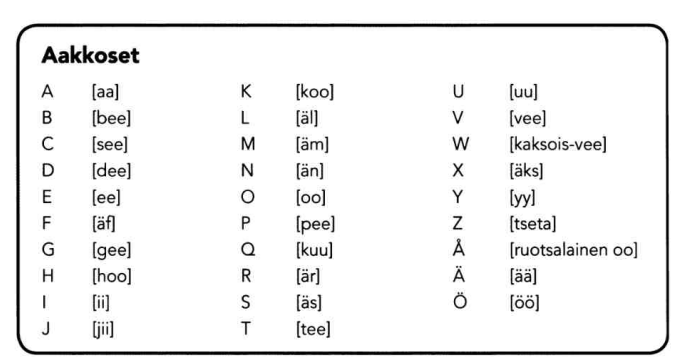 Aakkoset
A [aa] K [koo] U [uu]
B [bee] L [äl] V [vee]
C [see] M [äm] W [kaksois-vee]
D [dee] N [än] X [äks]
E [ee] O [oo] Y [yy]
F [äf] P [pee] Z [tseta]
G [gee] Q [kuu] Å [ruotsalainen oo]
H [hoo] R [är] Ä [ää]
I [ii] S [äs] Ö [öö]
J [jii] T [tee]